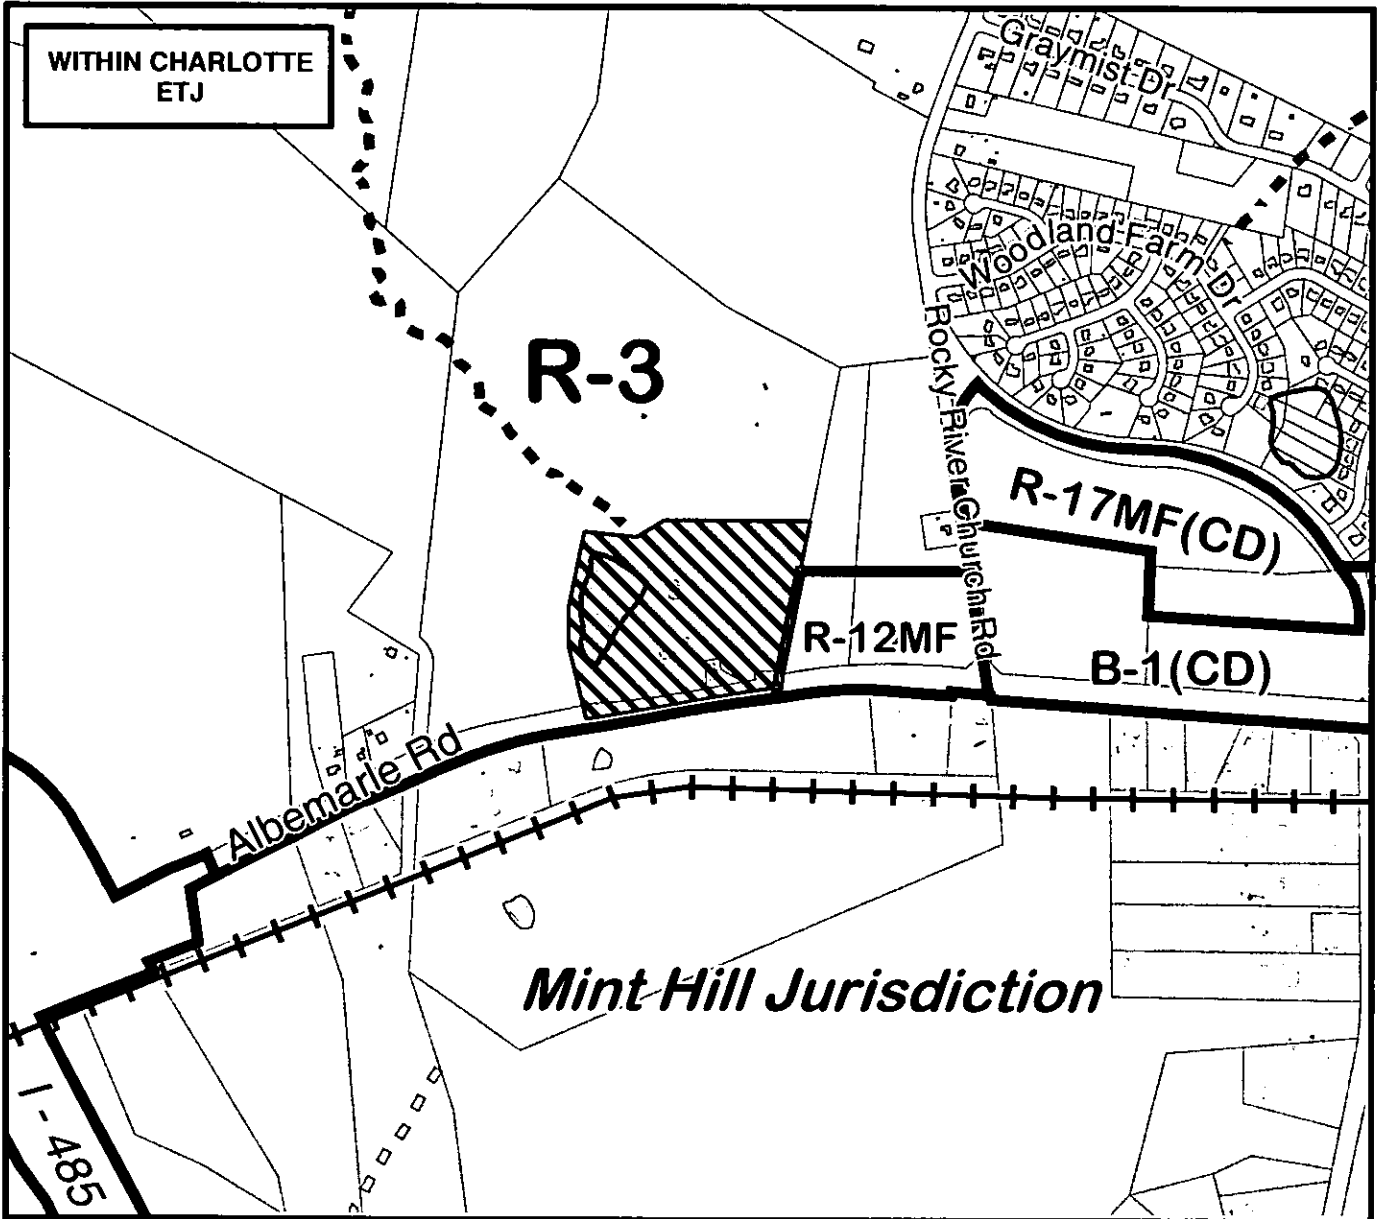 WITHIN CHARLOTTE
ETJ
Graymist Dr
Woodland Farm Dr
R-3
Rocky River Church Rd
R-17MF(CD)
R-12MF
B-1(CD)
Albemarle Rd
Mint Hill Jurisdiction
I - 485